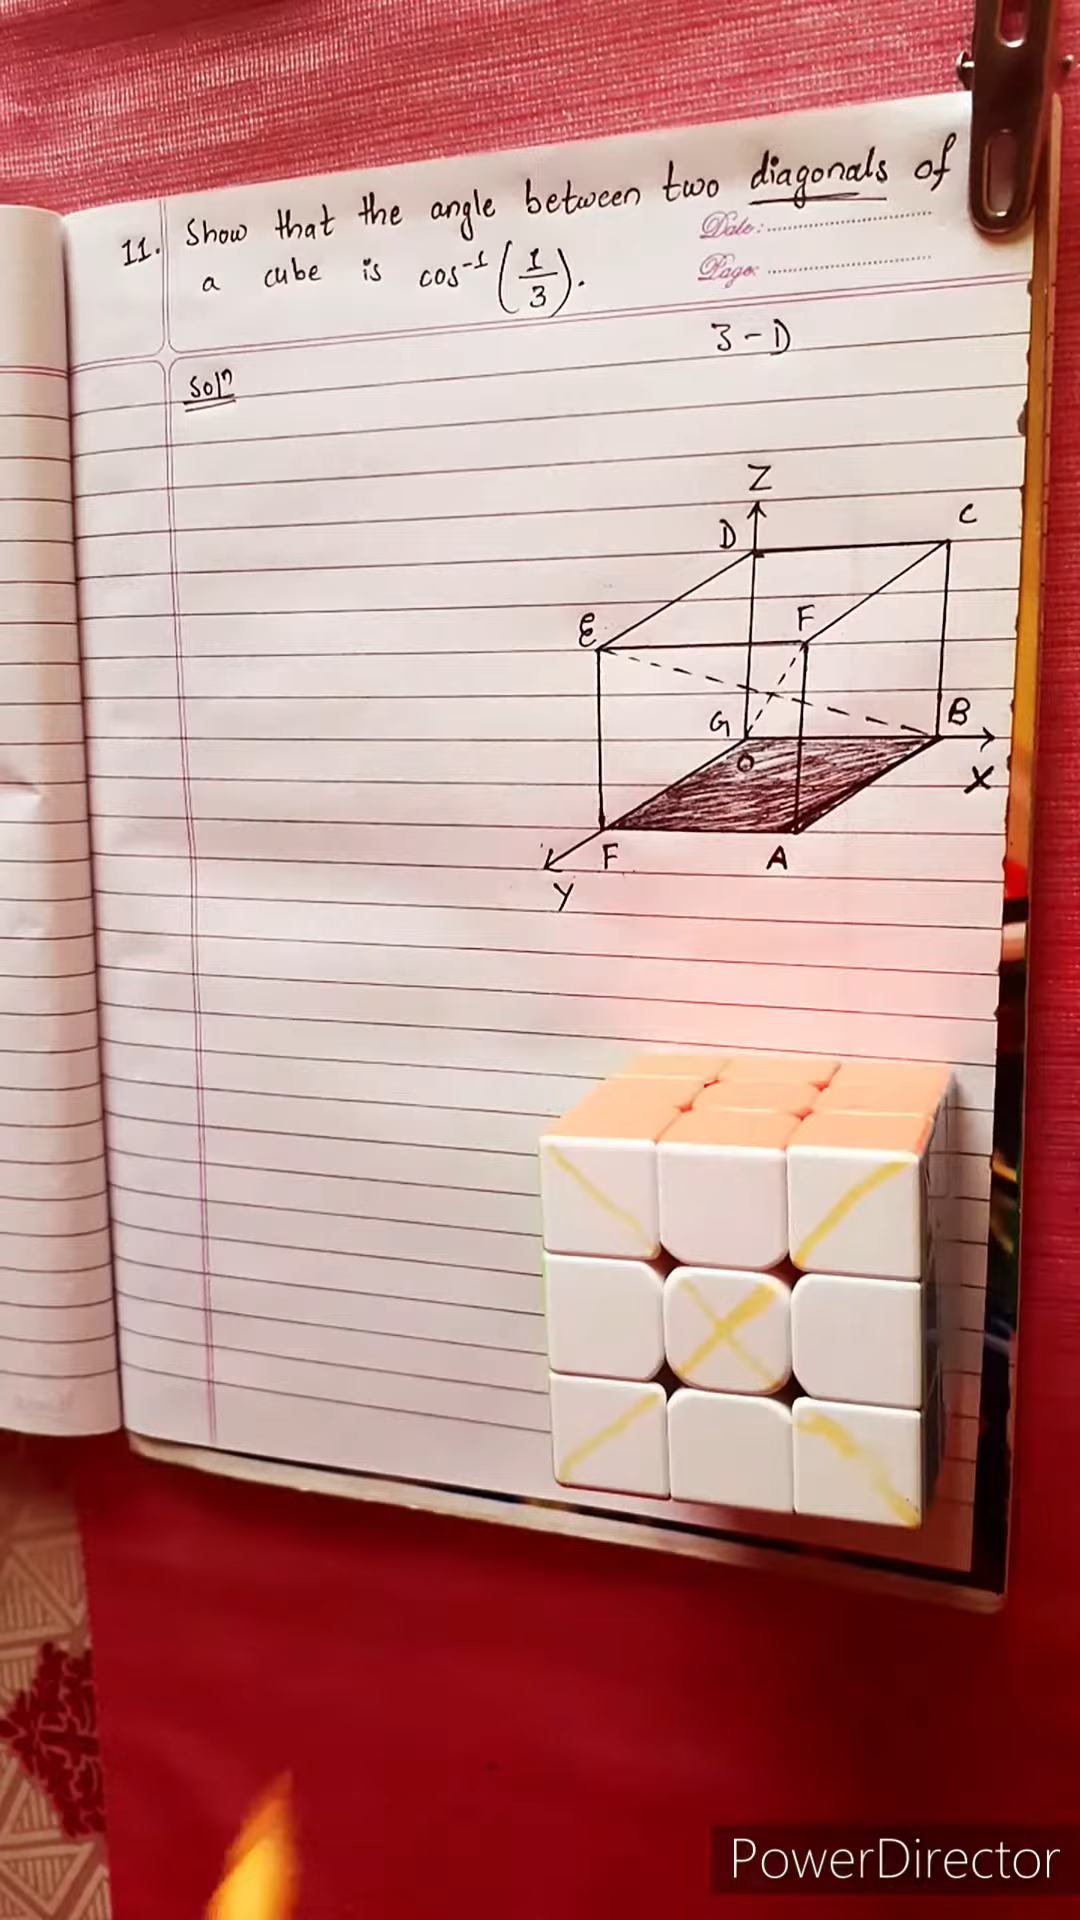 11. Show that the angle between two diagonals of
a cube is cos⁻¹(1/3).
Date:
Page:
3-D
Solⁿ
Z
D
C
E
F
G
B
O
X
F
A
Y
PowerDirector